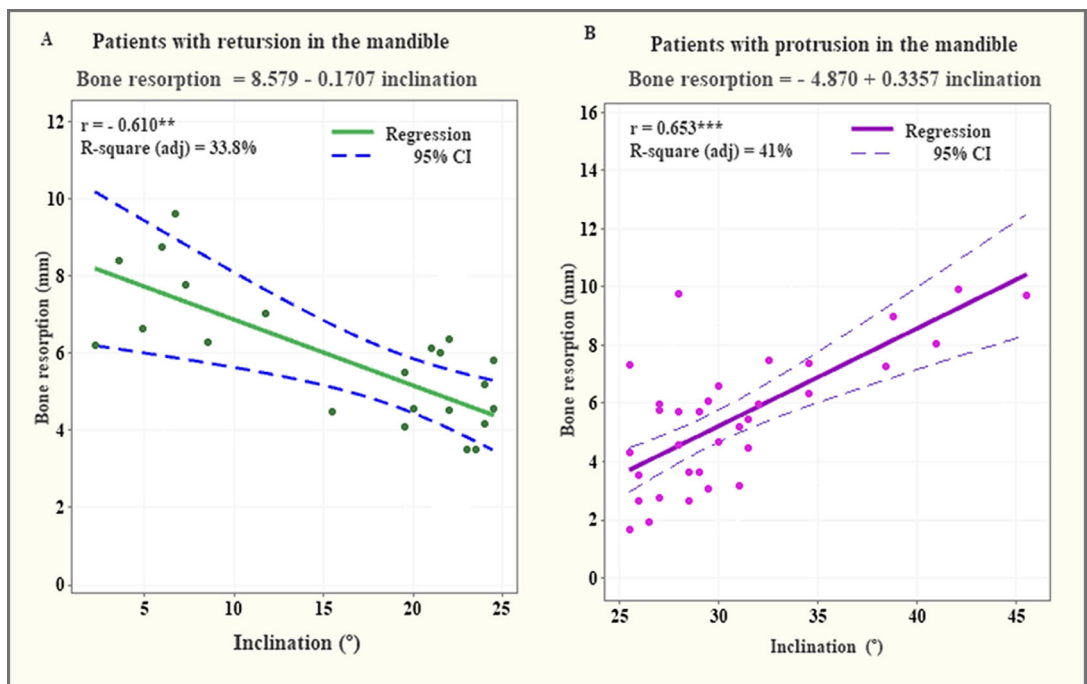 A Patients with retursion in the mandible
Bone resorption = 8.579 - 0.1707 inclination
r = - 0.610**
R-square (adj) = 33.8%
Regression
95% CI
12
10
8
6
4
2
0
Bone resorption (mm)
5 10 15 20 25
Inclination (°)
B Patients with protrusion in the mandible
Bone resorption = - 4.870 + 0.3357 inclination
r = 0.653***
R-square (adj) = 41%
Regression
95% CI
16
14
12
10
8
6
4
2
0
Bone resorption (mm)
25 30 35 40 45
Inclination (°)